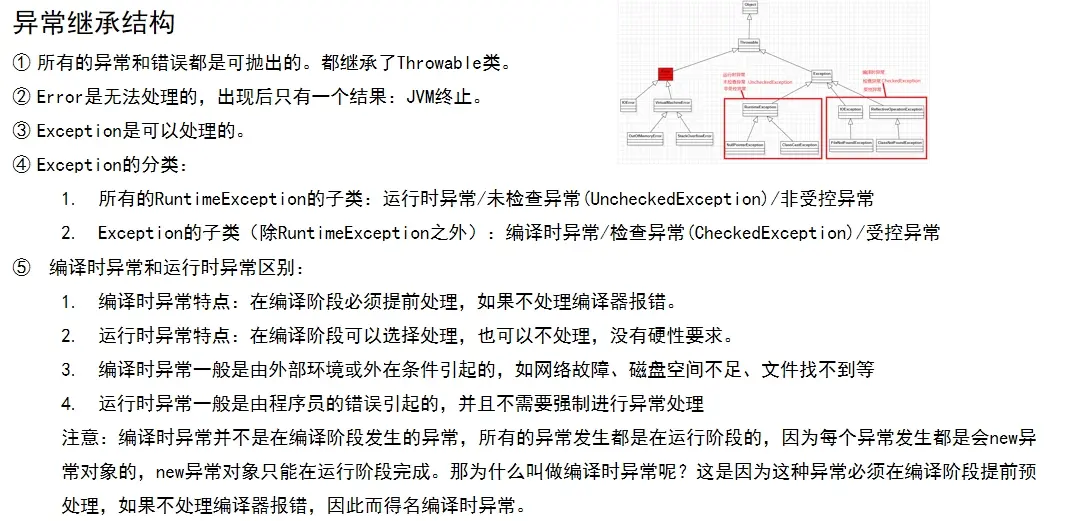 异常继承结构
① 所有的异常和错误都是可抛出的。都继承了Throwable类。
② Error是无法处理的，出现后只有一个结果：JVM终止。
③ Exception是可以处理的。
④ Exception的分类：
1. 所有的RuntimeException的子类：运行时异常/未检查异常(UncheckedException)/非受控异常
2. Exception的子类（除RuntimeException之外）：编译时异常/检查异常(CheckedException)/受控异常
⑤ 编译时异常和运行时异常区别：
1. 编译时异常特点：在编译阶段必须提前处理，如果不处理编译器报错。
2. 运行时异常特点：在编译阶段可以选择处理，也可以不处理，没有硬性要求。
3. 编译时异常一般是由外部环境或外在条件引起的，如网络故障、磁盘空间不足、文件找不到等
4. 运行时异常一般是由程序员的错误引起的，并且不需要强制进行异常处理
注意：编译时异常并不是在编译阶段发生的异常，所有的异常发生都是在运行阶段的，因为每个异常发生都是会new异
常对象的，new异常对象只能在运行阶段完成。那为什么叫做编译时异常呢？这是因为这种异常必须在编译阶段提前预
处理，如果不处理编译器报错，因此而得名编译时异常。
Object
Throwable
Exception
运行时异常
未检查异常 UncheckedException
非受控异常
编译时异常
检查异常CheckedException
受控异常
IOError
VirtualMachineError
RuntimeException
IOException
ReflectiveOperationException
OutOfMemoryError
StackOverflowError
NullPointerException
ClassCastException
FileNotFoundException
ClassNotFoundException